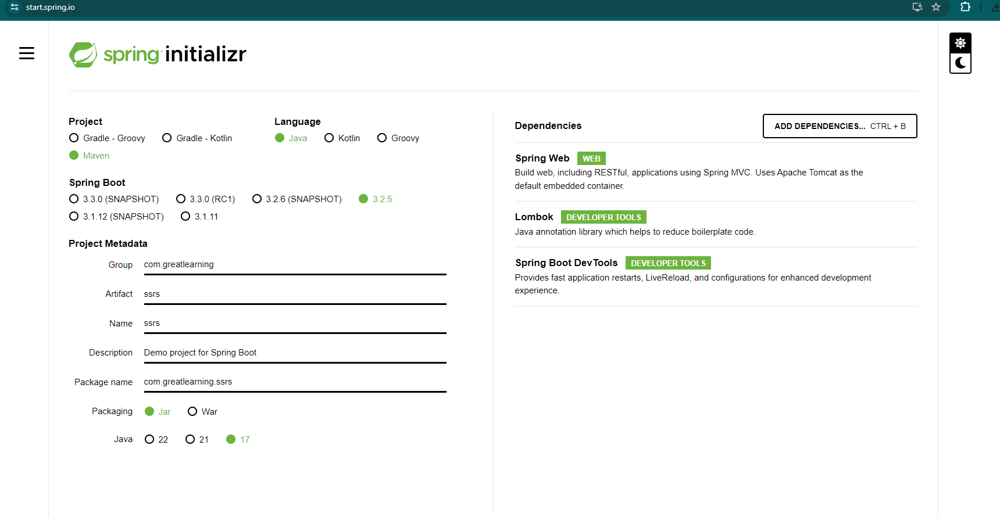 start.spring.io
spring initializr
Project
Gradle - Groovy Gradle - Kotlin
Maven
Language
Java Kotlin Groovy
Spring Boot
3.3.0 (SNAPSHOT) 3.3.0 (RC1) 3.2.6 (SNAPSHOT) 3.2.5
3.1.12 (SNAPSHOT) 3.1.11
Project Metadata
Group com.greatlearning
Artifact ssrs
Name ssrs
Description Demo project for Spring Boot
Package name com.greatlearning.ssrs
Packaging Jar War
Java 22 21 17
Dependencies ADD DEPENDENCIES... CTRL + B
Spring Web WEB
Build web, including RESTful, applications using Spring MVC. Uses Apache Tomcat as the
default embedded container.
Lombok DEVELOPER TOOLS
Java annotation library which helps to reduce boilerplate code.
Spring Boot DevTools DEVELOPER TOOLS
Provides fast application restarts, LiveReload, and configurations for enhanced development
experience.